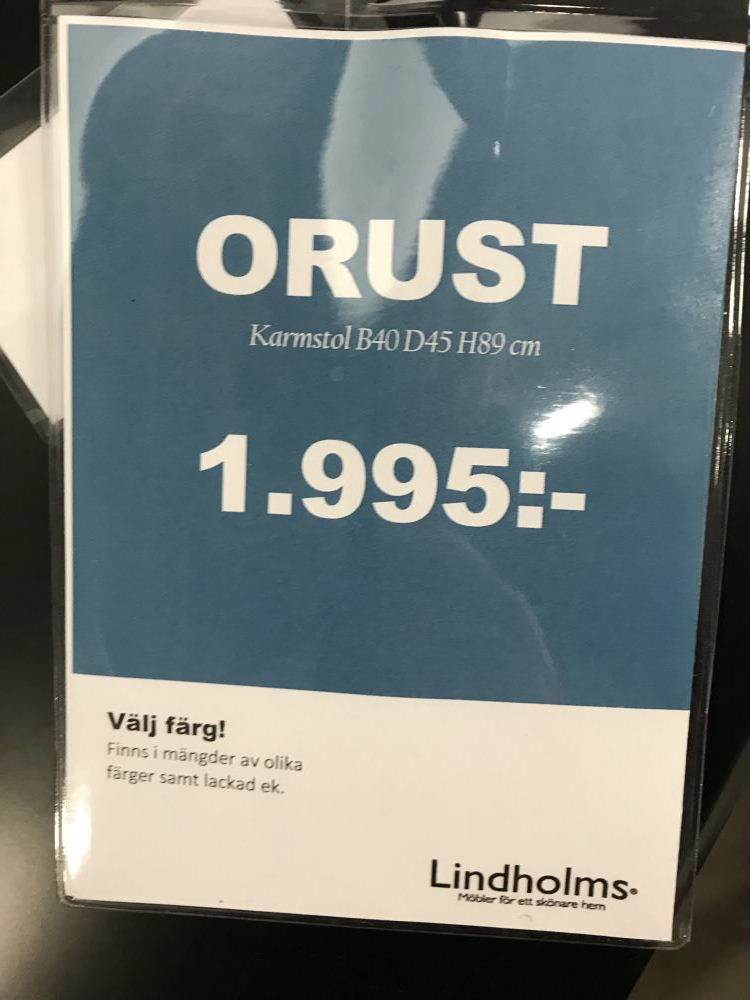 ORUST
Karmstol B40 D45 H89 cm
1.995:-
Välj färg!
Finns i mängder av olika
färger samt lackad ek.
Lindholms
Möbler för ett skönare hem